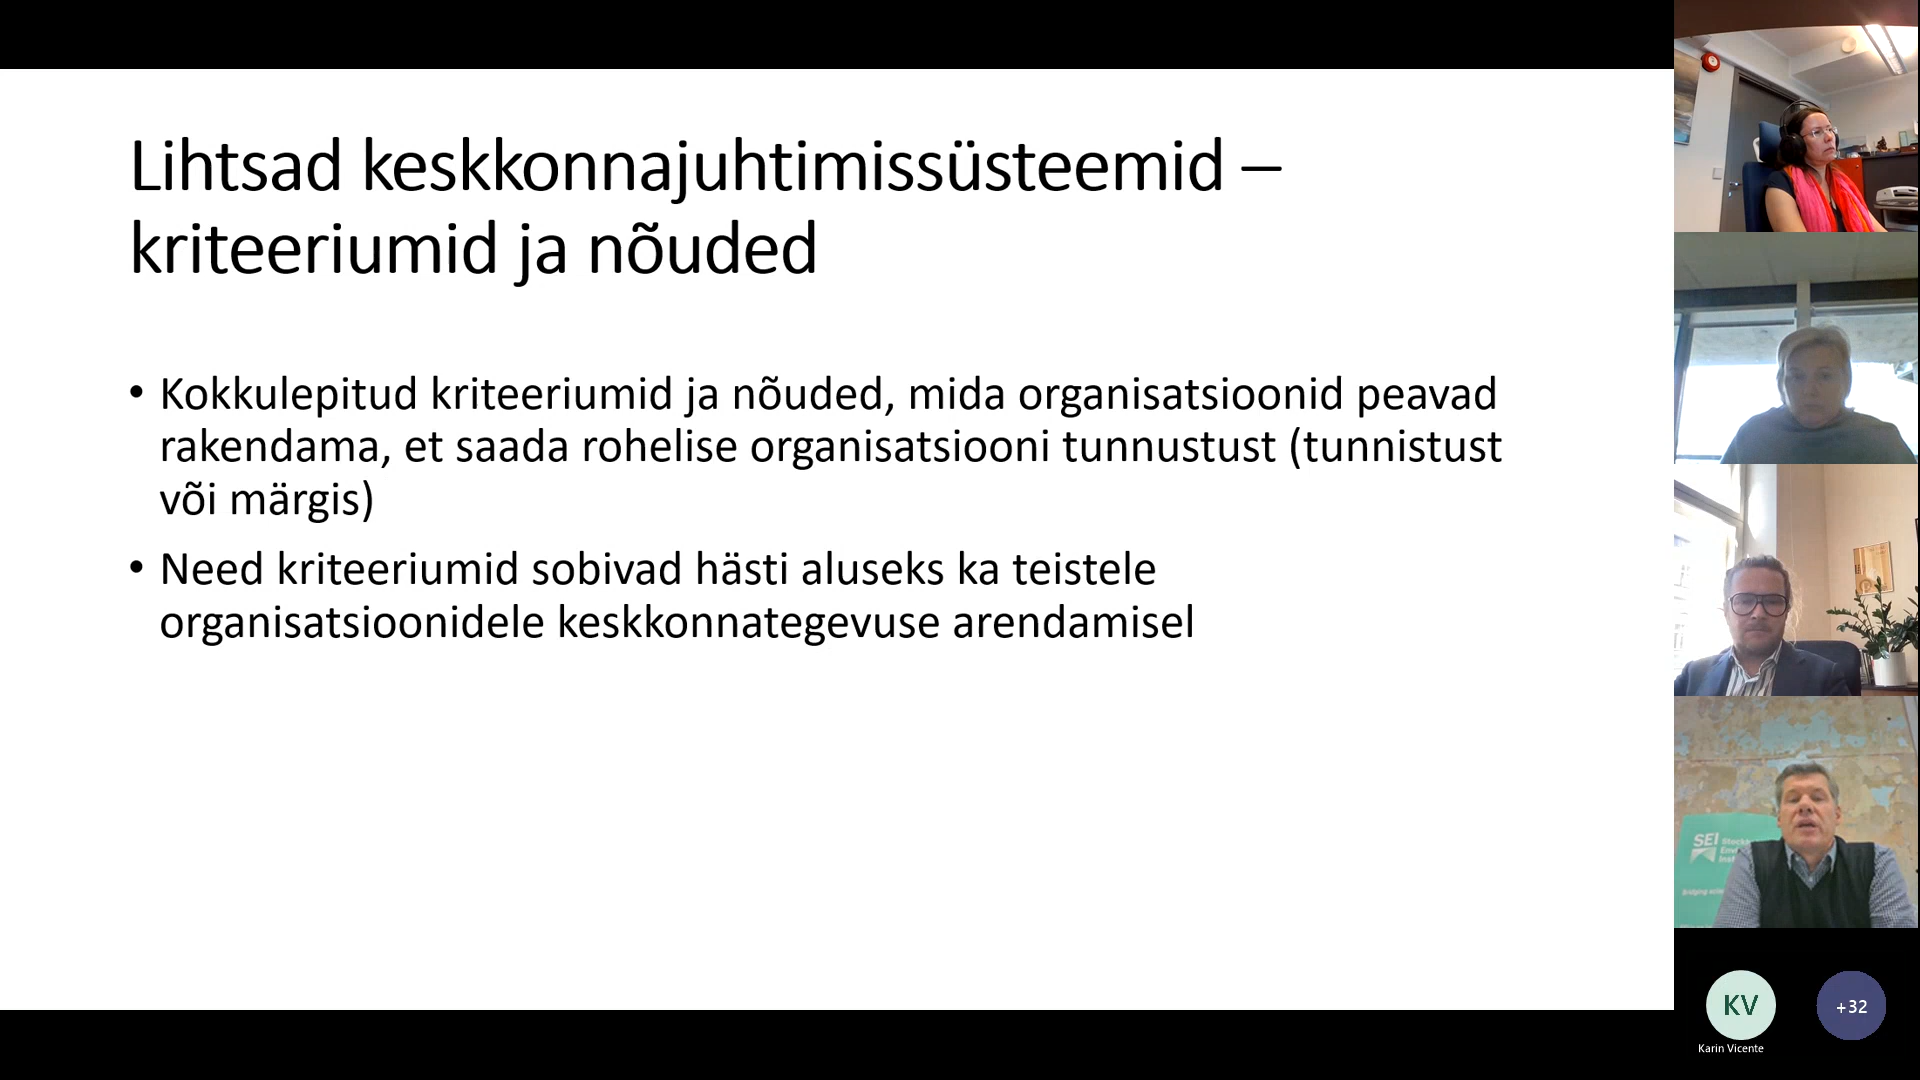 Lihtsad keskkonnajuhtimissüsteemid –
kriteeriumid ja nõuded
• Kokkulepitud kriteeriumid ja nõuded, mida organisatsioonid peavad
rakendama, et saada rohelise organisatsiooni tunnustust (tunnistust
või märgis)
• Need kriteeriumid sobivad hästi aluseks ka teistele
organisatsioonidele keskkonnategevuse arendamisel
SEI
KV
+32
Karin Vicente